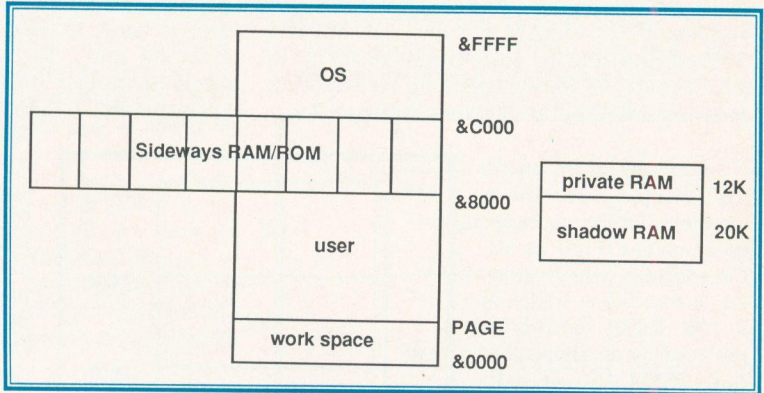 &FFFF
OS
&C000
Sideways RAM/ROM
private RAM 12K
&8000
shadow RAM 20K
user
PAGE
work space
&0000